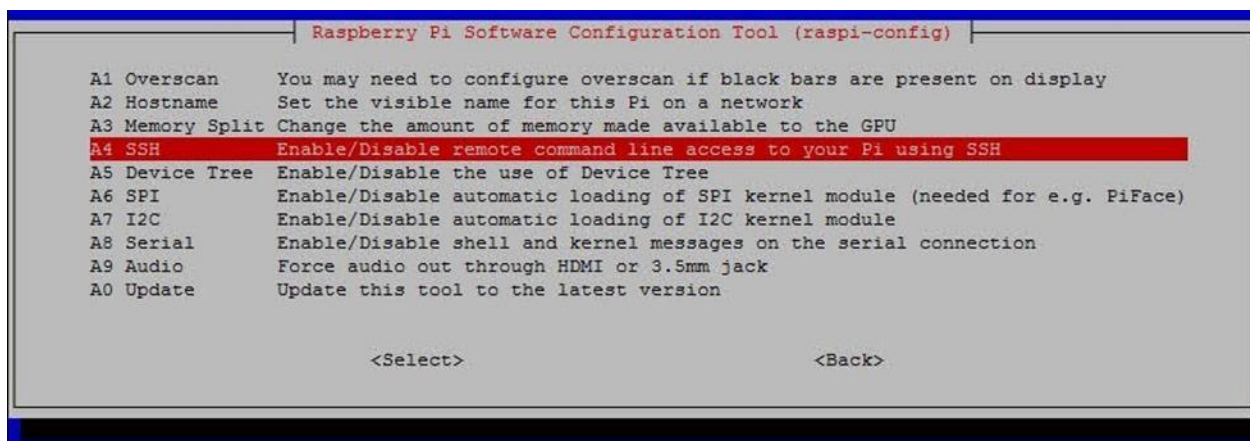 Raspberry Pi Software Configuration Tool (raspi-config)
A1 Overscan You may need to configure overscan if black bars are present on display
A2 Hostname Set the visible name for this Pi on a network
A3 Memory Split Change the amount of memory made available to the GPU
A4 SSH Enable/Disable remote command line access to your Pi using SSH
A5 Device Tree Enable/Disable the use of Device Tree
A6 SPI Enable/Disable automatic loading of SPI kernel module (needed for e.g. PiFace)
A7 I2C Enable/Disable automatic loading of I2C kernel module
A8 Serial Enable/Disable shell and kernel messages on the serial connection
A9 Audio Force audio out through HDMI or 3.5mm jack
A0 Update Update this tool to the latest version
<Select> <Back>